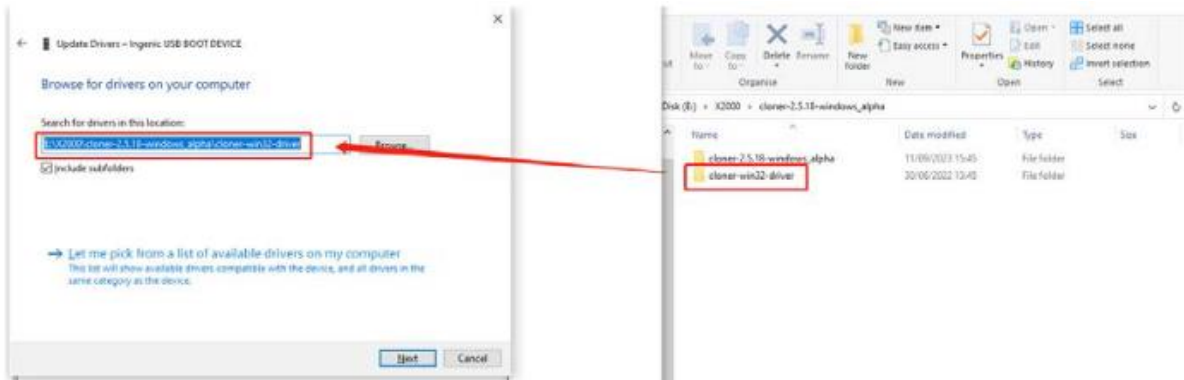 Update Drivers – Ingenic USB BOOT DEVICE
Browse for drivers on your computer
Search for drivers in this location:
E:\X2000\cloner-2.5.18-windows_alpha\cloner-win32-driver
Browse...
Include subfolders
Let me pick from a list of available drivers on my computer
This list will show available drivers compatible with the device, and all drivers in the
same category as the device.
Next Cancel
Move to Copy to Delete Rename New folder
New item
Easy access
Properties
Open
Edit
History
Select all
Select none
Invert selection
Organise New Open Select
Disk (E:) › X2000 › cloner-2.5.18-windows_alpha
Name Date modified Type Size
cloner-2.5.18-windows_alpha 11/09/2023 15:45 File folder
cloner-win32-driver 30/06/2022 13:45 File folder